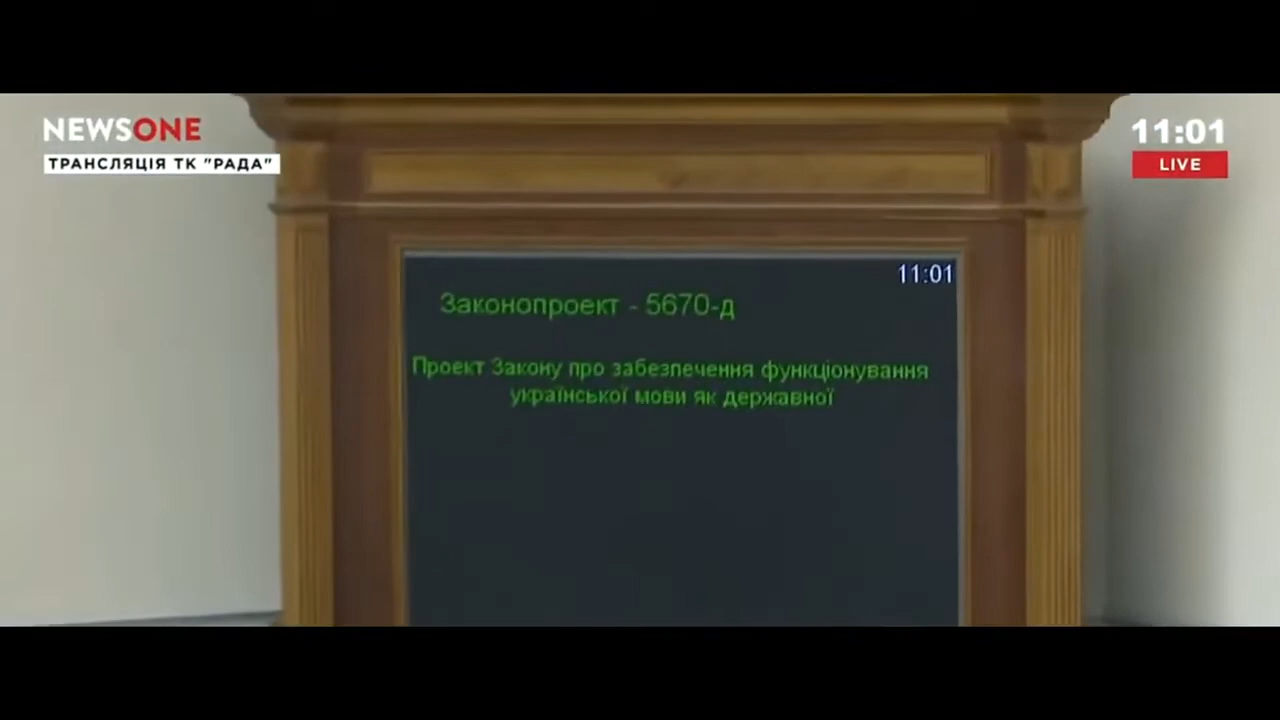 NEWSONE
ТРАНСЛЯЦІЯ ТК "РАДА"
11:01
LIVE
11:01
Законопроект - 5670-д
Проект Закону про забезпечення функціонування
української мови як державної